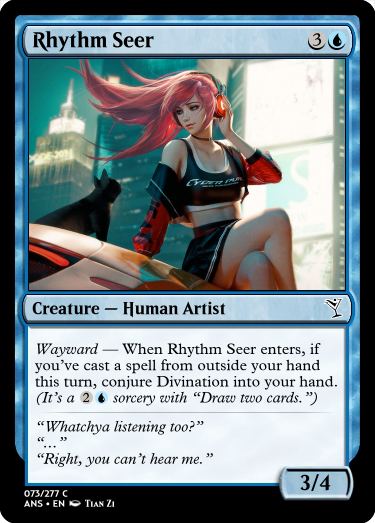 Rhythm Seer 3
CYBER PUNK
Creature — Human Artist
Wayward — When Rhythm Seer enters, if
you've cast a spell from outside your hand
this turn, conjure Divination into your hand.
(It's a 2 sorcery with “Draw two cards.”)
“Whatchya listening too?”
“…”
“Right, you can't hear me.”
3/4
073/277 C
ANS • EN Tian Zi